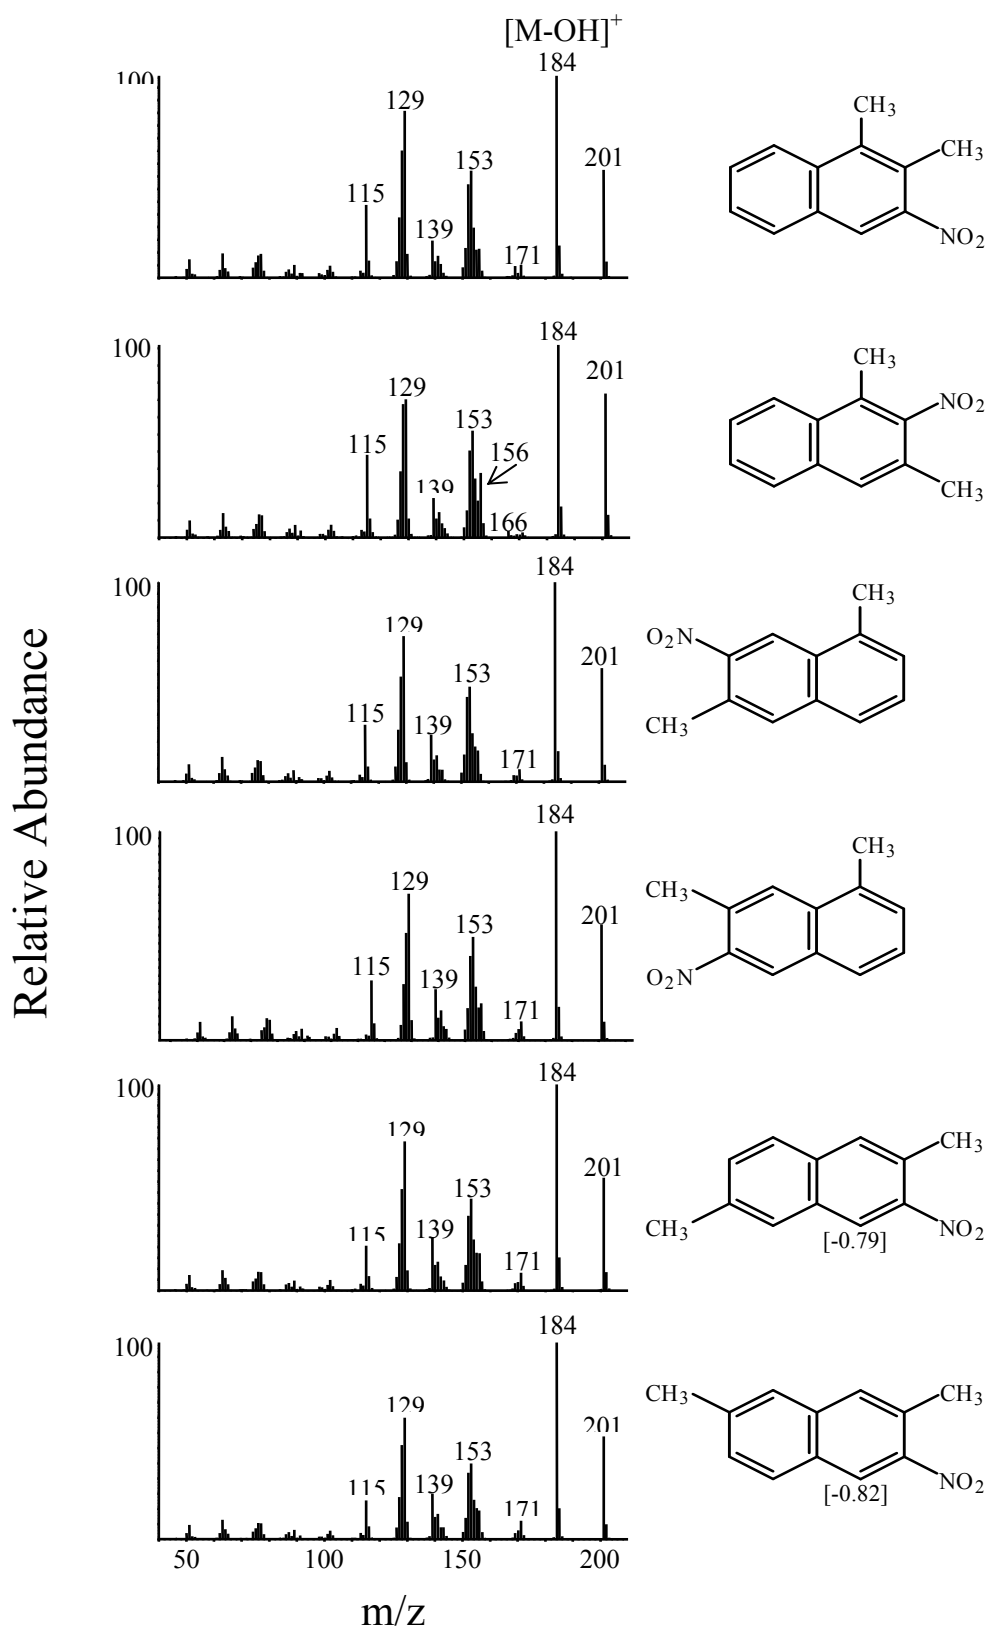 [M-OH]+
184
100
129
CH3
CH3
153
201
115
139
171
NO2
184
100
CH3
129
201
NO2
153
115
156
139
166
CH3
184
100
CH3
129
O2N
201
153
115
139
CH3
171
184
100
CH3
129
CH3
201
153
115
139
O2N
171
184
100
129
CH3
201
153
115
139
CH3
171
NO2
[-0.79]
184
100
129
CH3
CH3
201
153
115
139
171
NO2
[-0.82]
50 100 150 200
m/z
Relative Abundance